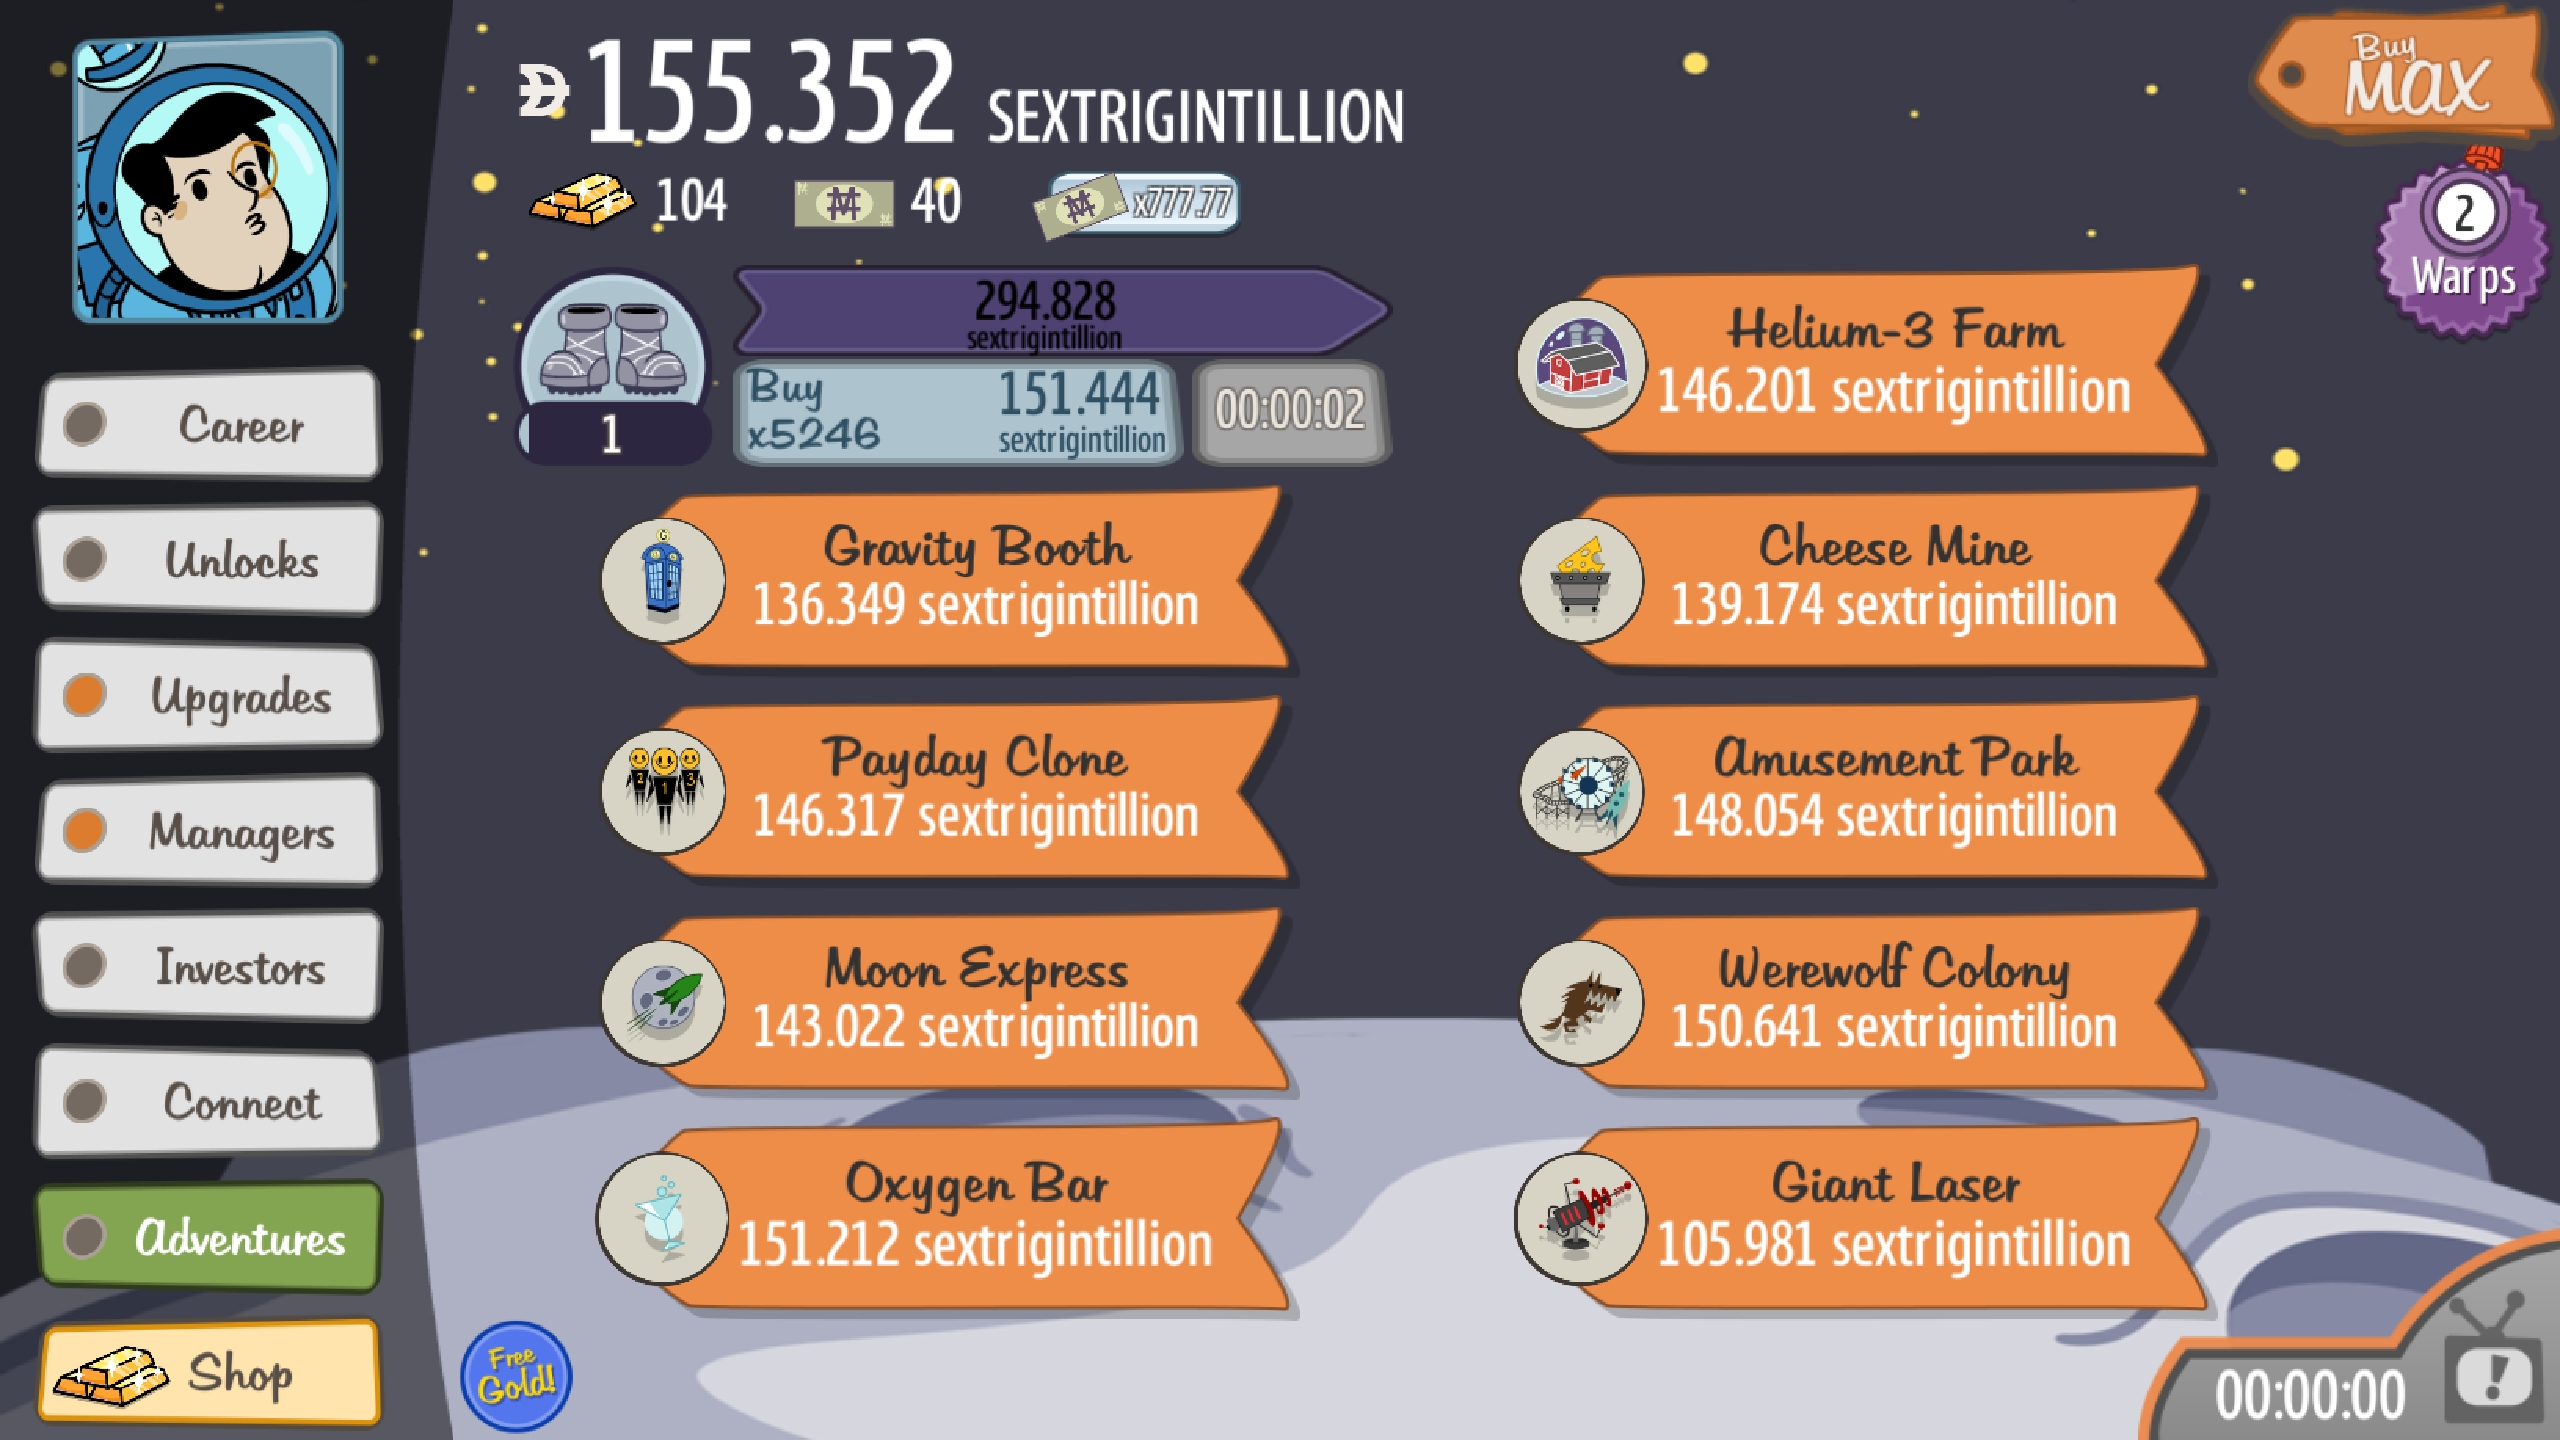 155.352 SEXTRIGINTILLION
104
40
x777.77
Buy
MAX
2
Warps
Career
Unlocks
Upgrades
Managers
Investors
Connect
Adventures
Shop
294.828
sextrigintillion
Buy
x5246
151.444
sextrigintillion
00:00:02
1
Helium-3 Farm
146.201 sextrigintillion
Gravity Booth
136.349 sextrigintillion
Cheese Mine
139.174 sextrigintillion
Payday Clone
146.317 sextrigintillion
Amusement Park
148.054 sextrigintillion
Moon Express
143.022 sextrigintillion
Werewolf Colony
150.641 sextrigintillion
Oxygen Bar
151.212 sextrigintillion
Giant Laser
105.981 sextrigintillion
Free
Gold!
00:00:00
!